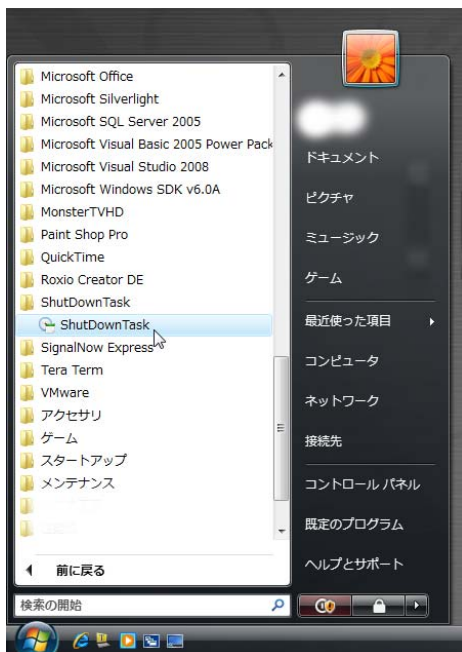 Microsoft Office
Microsoft Silverlight
Microsoft SQL Server 2005
Microsoft Visual Basic 2005 Power Pack
Microsoft Visual Studio 2008
Microsoft Windows SDK v6.0A
MonsterTVHD
Paint Shop Pro
QuickTime
Roxio Creator DE
ShutDownTask
ShutDownTask
SignalNow Express
Tera Term
VMware
アクセサリ
ゲーム
スタートアップ
メンテナンス
前に戻る
検索の開始
ドキュメント
ピクチャ
ミュージック
ゲーム
最近使った項目
コンピュータ
ネットワーク
接続先
コントロール パネル
既定のプログラム
ヘルプとサポート